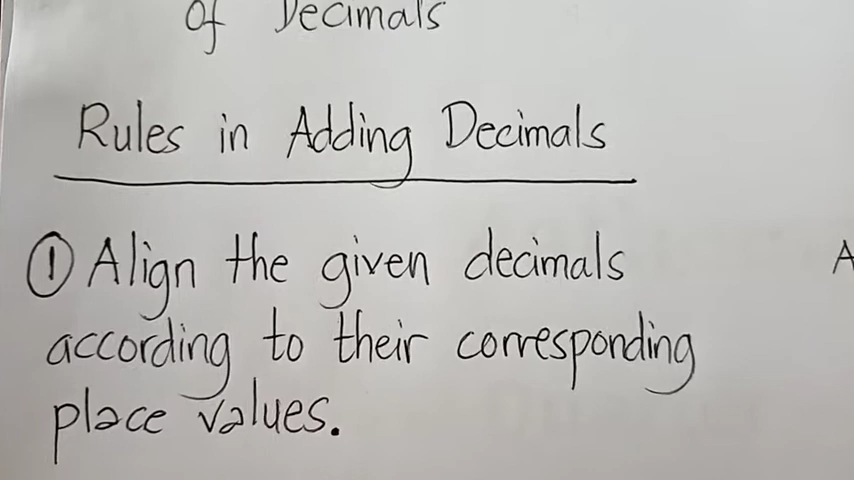 of Decimals
Rules in Adding Decimals
① Align the given decimals
according to their corresponding
place values.
A